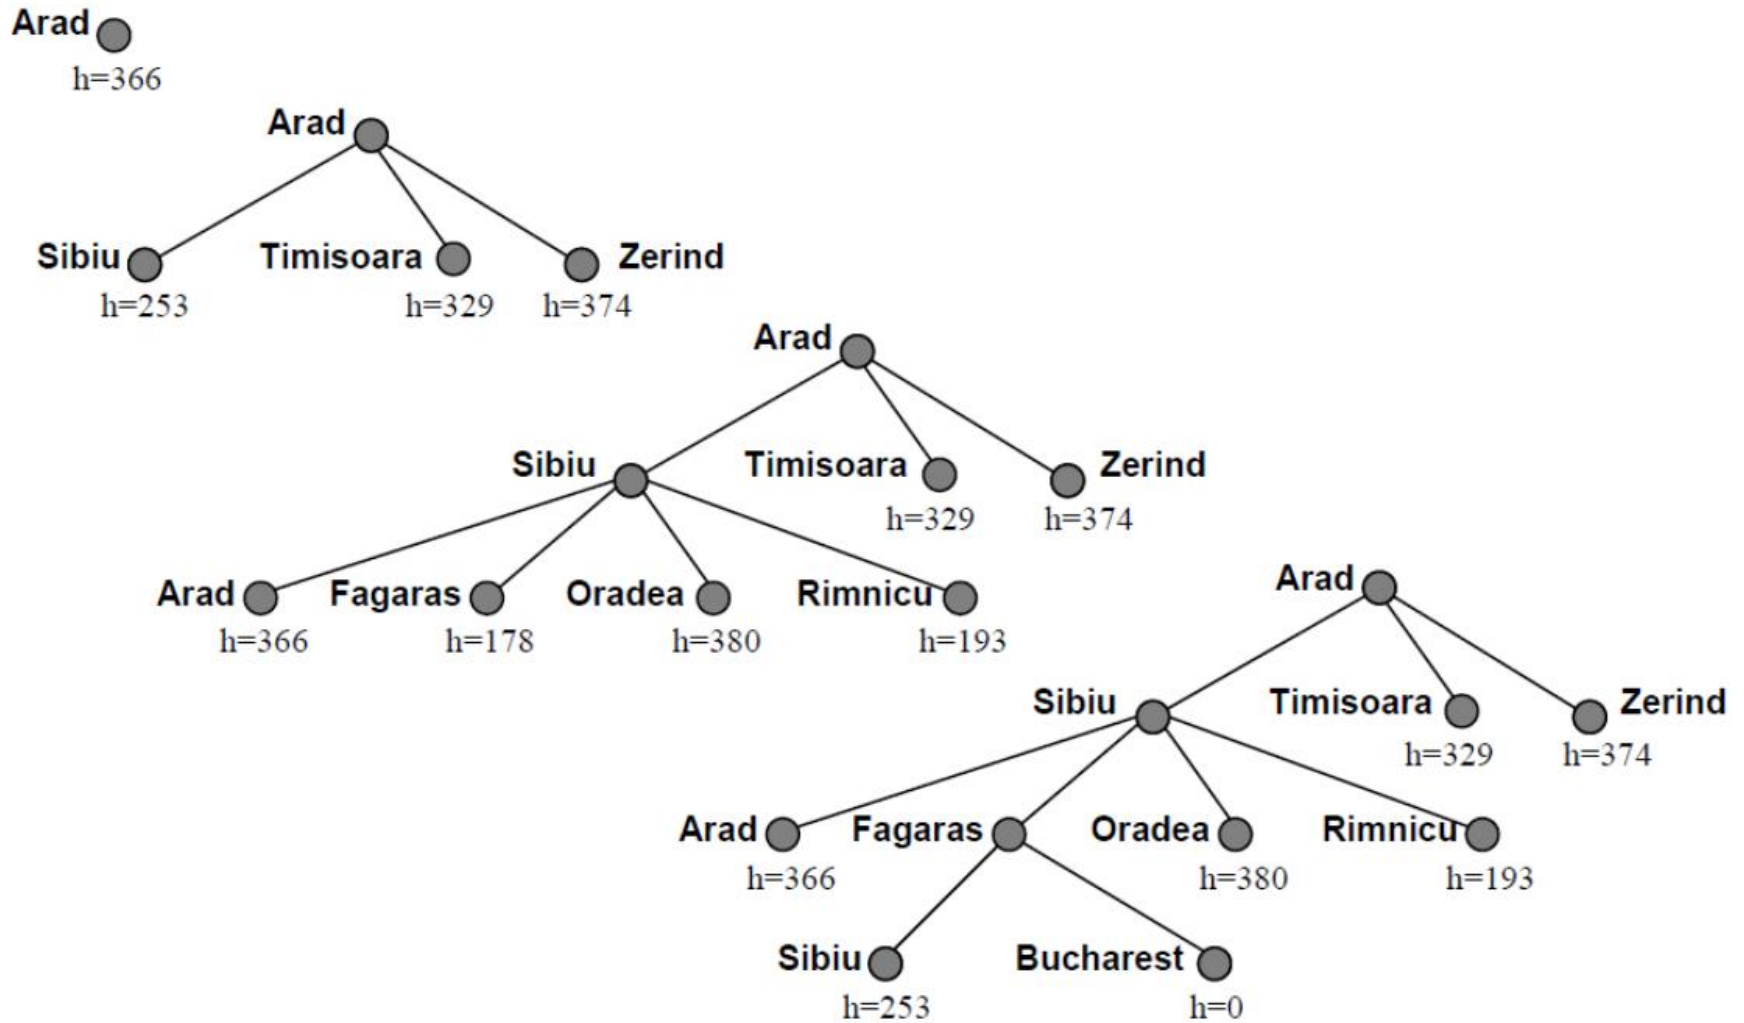 Arad
h=366
Arad
Sibiu Timisoara Zerind
h=253 h=329 h=374
Arad
Sibiu Timisoara Zerind
h=329 h=374
Arad Fagaras Oradea Rimnicu
h=366 h=178 h=380 h=193
Arad
Sibiu Timisoara Zerind
h=329 h=374
Arad Fagaras Oradea Rimnicu
h=366 h=380 h=193
Sibiu Bucharest
h=253 h=0